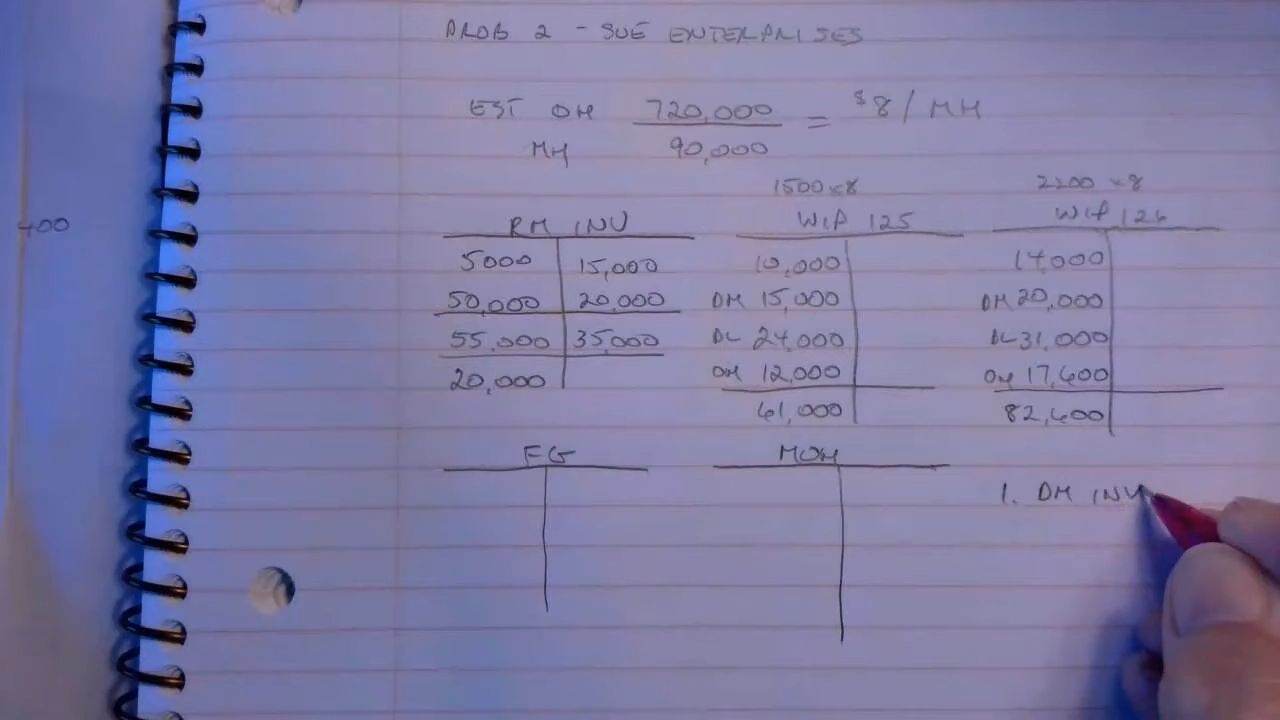 PROB 2 - SUE ENTERPRISES
EST OH 720,000 = $8/MH
MH 90,000
1500 x 8
2200 x 8
RM INV
WIP 125
WIP 126
400
5000 15,000 10,000 14,000
50,000 20,000 DM 15,000 DM 20,000
55,000 35,000 DL 24,000 DL 31,000
20,000 OH 12,000 OH 17,600
61,000 82,600
FG MOH
1. DM INV